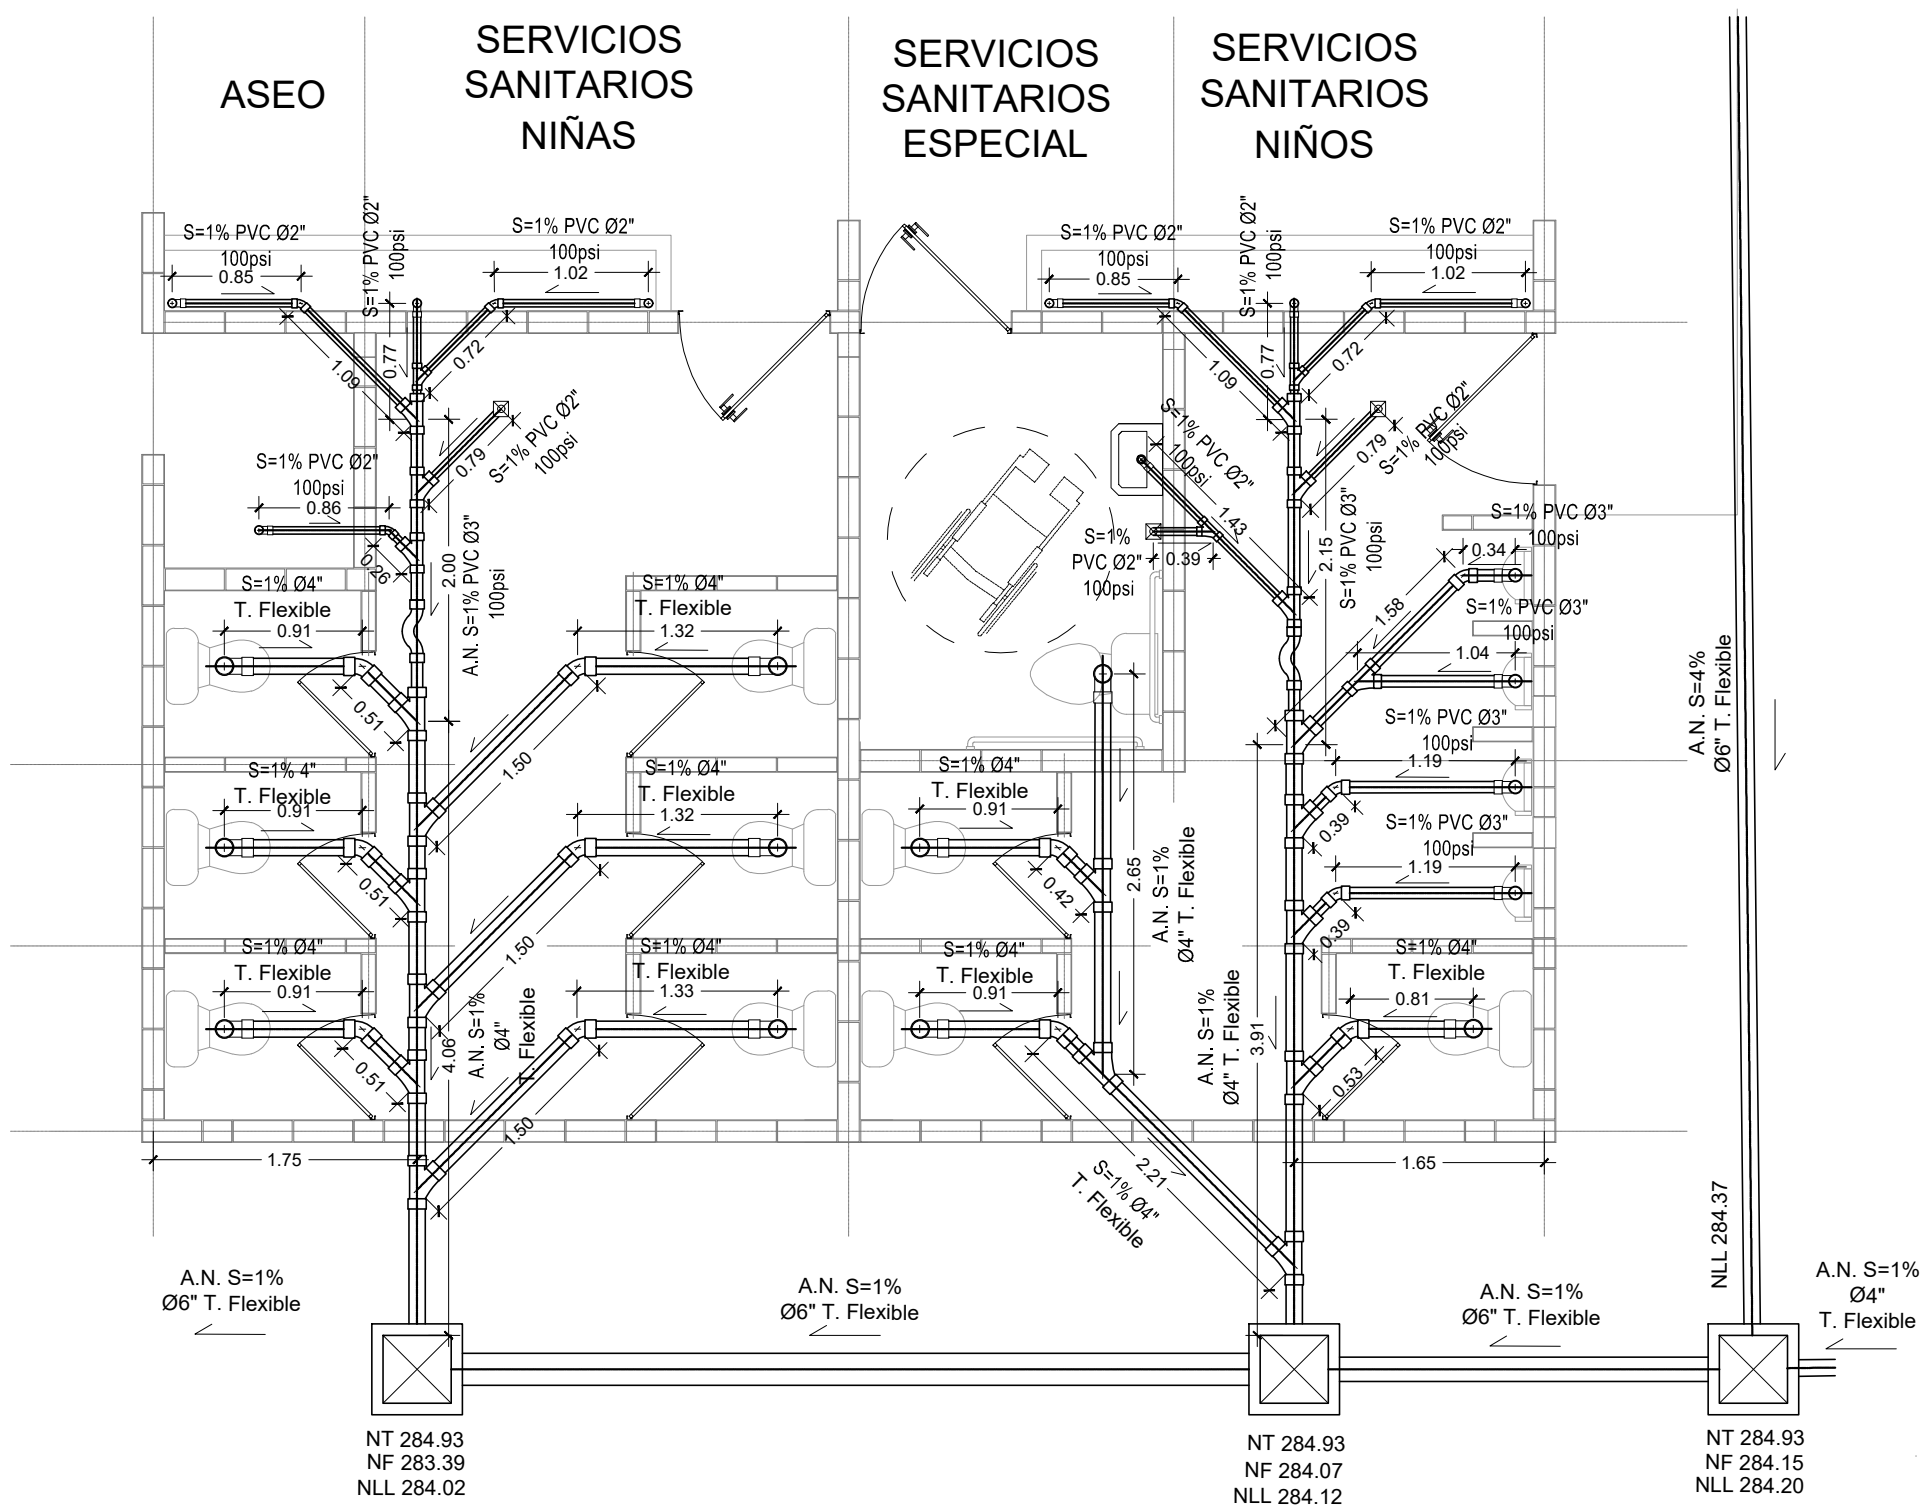 ASEO
SERVICIOS
SANITARIOS
NIÑAS
SERVICIOS
SANITARIOS
ESPECIAL
SERVICIOS
SANITARIOS
NIÑOS
S=1% PVC Ø2"
100psi
0.85
S=1% PVC Ø2"
100psi
S=1% PVC Ø2"
100psi
1.02
1.09
0.77
0.72
S=1% PVC Ø2"
100psi
0.79
S=1% PVC Ø2"
100psi
0.86
0.26
2.00
A.N. S=1% PVC Ø3"
100psi
S=1% PVC Ø2"
100psi
0.85
S=1% PVC Ø2"
100psi
S=1% PVC Ø2"
100psi
1.02
1.09
0.77
0.72
S=1% PVC Ø2"
100psi
0.79
S=1% PVC Ø2"
100psi
1.43
S=1%
PVC Ø2"
100psi
0.39
2.15
S=1% PVC Ø3"
100psi
S=1% PVC Ø3"
100psi
0.34
1.58
S=1% PVC Ø3"
100psi
1.04
S=1% PVC Ø3"
100psi
1.19
0.39
S=1% PVC Ø3"
100psi
1.19
0.39
S=1% Ø4"
T. Flexible
0.81
0.53
S=1% Ø4"
T. Flexible
0.91
0.51
S=1% Ø4"
T. Flexible
1.32
1.50
S=1% 4"
T. Flexible
0.91
0.51
S=1% Ø4"
T. Flexible
1.32
1.50
S=1% Ø4"
T. Flexible
0.91
0.51
S=1% Ø4"
T. Flexible
1.33
1.50
4.06
A.N. S=1%
Ø4"
T. Flexible
S=1% Ø4"
T. Flexible
0.91
0.42
S=1% Ø4"
T. Flexible
0.91
2.65
A.N. S=1%
Ø4" T. Flexible
2.21
S=1% Ø4"
T. Flexible
A.N. S=1%
Ø4" T. Flexible
3.91
A.N. S=4%
Ø6" T. Flexible
1.75
1.65
NLL 284.37
A.N. S=1%
Ø6" T. Flexible
A.N. S=1%
Ø6" T. Flexible
A.N. S=1%
Ø6" T. Flexible
A.N. S=1%
Ø4"
T. Flexible
NT 284.93
NF 283.39
NLL 284.02
NT 284.93
NF 284.07
NLL 284.12
NT 284.93
NF 284.15
NLL 284.20